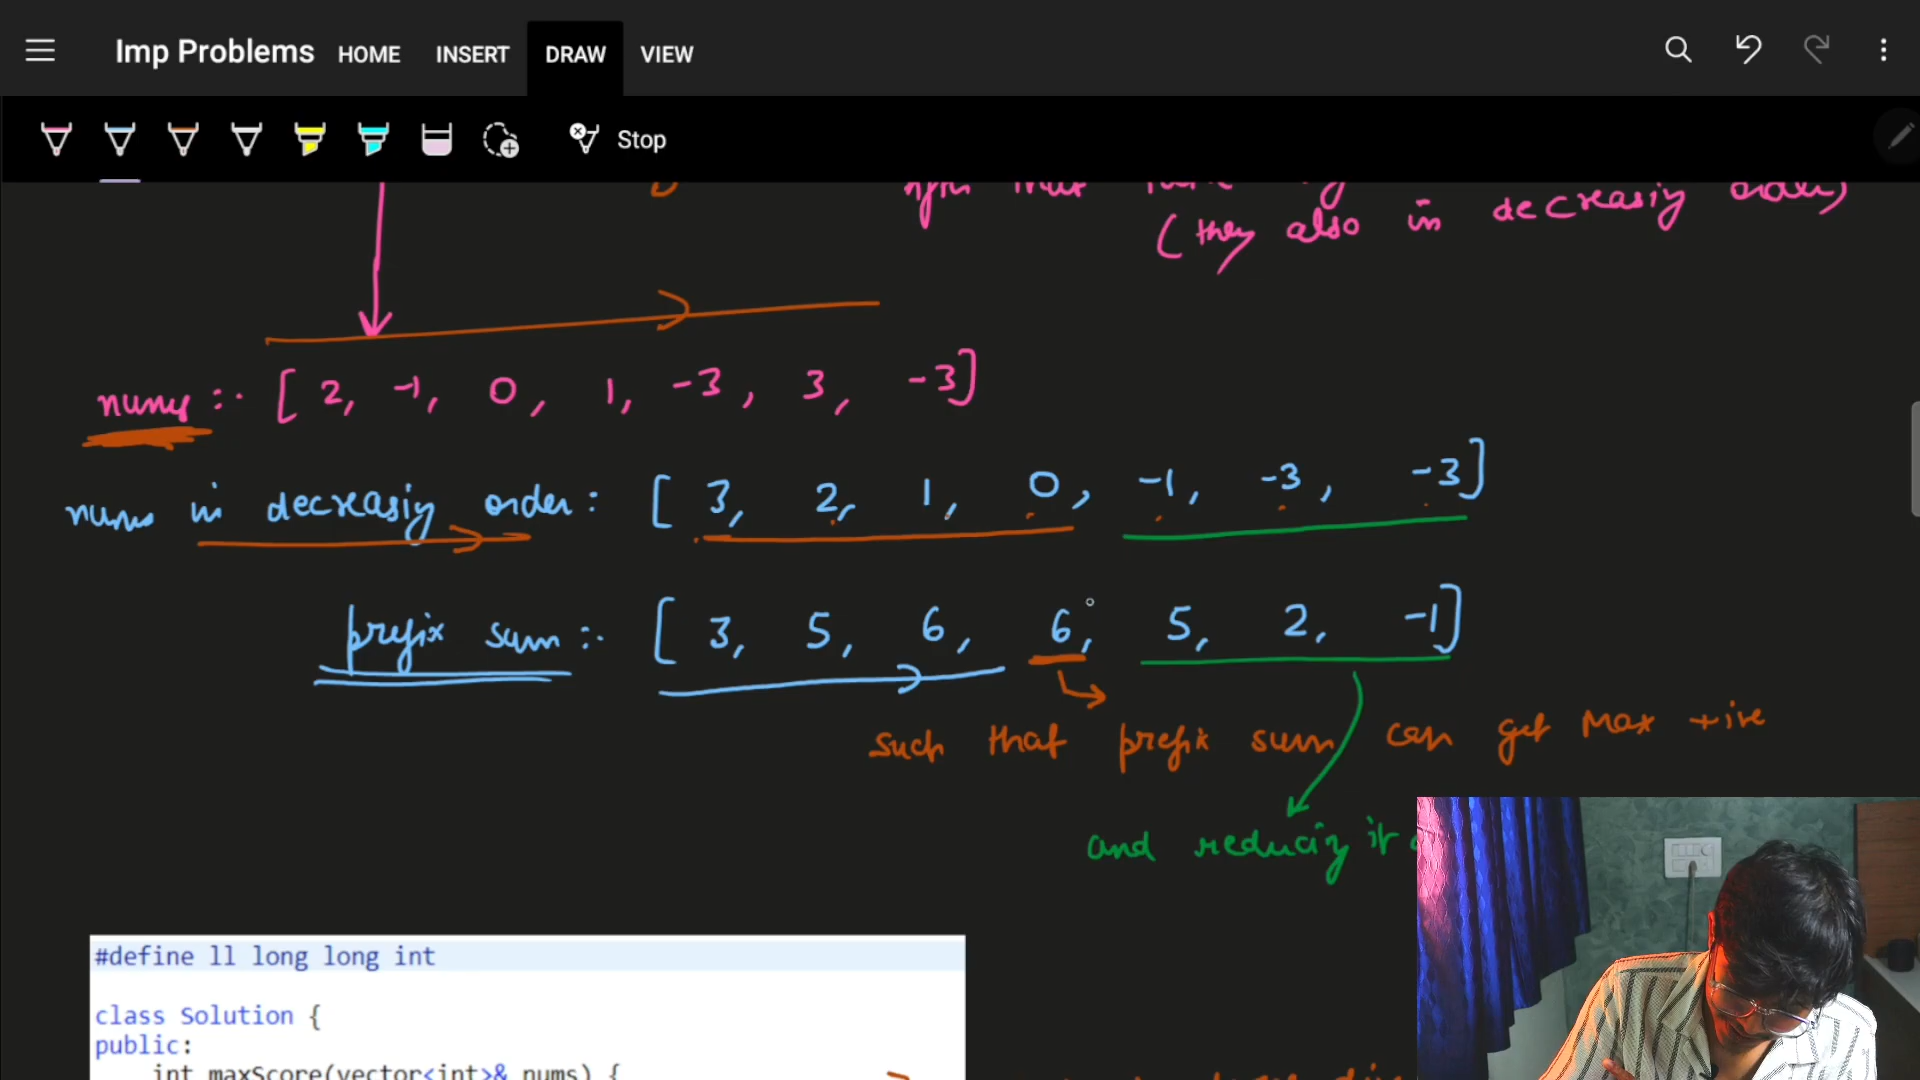 Imp Problems HOME INSERT DRAW VIEW
Stop
(they also in decreasiy order)
nums :- [ 2, -1, 0, 1, -3, 3, -3]
nums in decreasiy order: [ 3, 2, 1, 0, -1, -3, -3]
prefix sum :- [ 3, 5, 6, 6, 5, 2, -1]
such that prefix sum can get Max +ive
and reduciy it
#define ll long long int
class Solution {
public:
int maxScore(vector<int>& nums) {